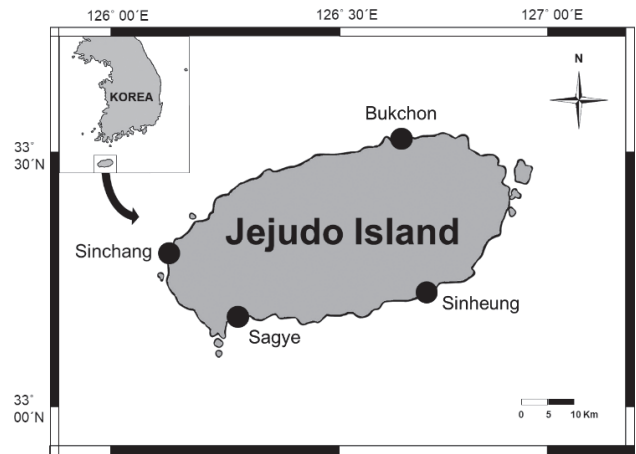 126˚ 00´E
126˚ 30´E
127˚ 00´E
KOREA
N
Bukchon
33˚
30´N
Jejudo Island
Sinchang
Sinheung
Sagye
33˚
00´N
0 5 10 Km